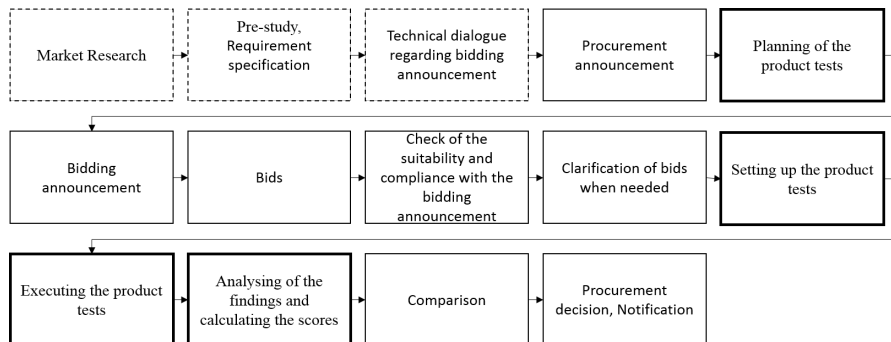 Market Research
Pre-study,
Requirement
specification
Technical dialogue
regarding bidding
announcement
Procurement
announcement
Planning of the
product tests
Bidding
announcement
Bids
Check of the
suitability and
compliance with the
bidding
announcement
Clarification of bids
when needed
Setting up the product
tests
Executing the product
tests
Analysing of the
findings and
calculating the scores
Comparison
Procurement
decision, Notification